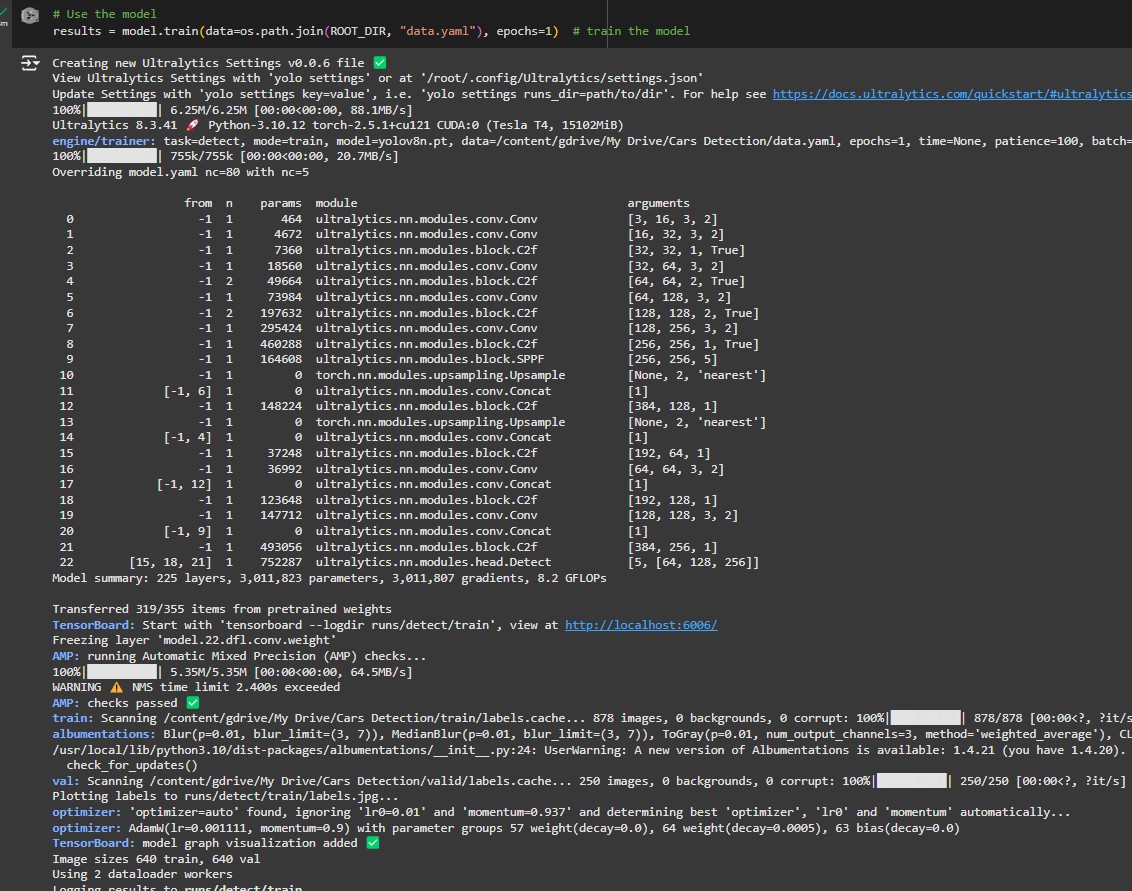 # Use the model
results = model.train(data=os.path.join(ROOT_DIR, "data.yaml"), epochs=1)  # train the model
Creating new Ultralytics Settings v0.0.6 file ✅
View Ultralytics Settings with 'yolo settings' or at '/root/.config/Ultralytics/settings.json'
Update Settings with 'yolo settings key=value', i.e. 'yolo settings runs_dir=path/to/dir'. For help see https://docs.ultralytics.com/quickstart/#ultralytics
100%|██████████| 6.25M/6.25M [00:00<00:00, 88.1MB/s]
Ultralytics 8.3.41 🚀 Python-3.10.12 torch-2.5.1+cu121 CUDA:0 (Tesla T4, 15102MiB)
engine/trainer: task=detect, mode=train, model=yolov8n.pt, data=/content/gdrive/My Drive/Cars Detection/data.yaml, epochs=1, time=None, patience=100, batch=
100%|██████████| 755k/755k [00:00<00:00, 20.7MB/s]
Overriding model.yaml nc=80 with nc=5
from  n    params  module                                       arguments
0                  -1  1       464  ultralytics.nn.modules.conv.Conv             [3, 16, 3, 2]
1                  -1  1      4672  ultralytics.nn.modules.conv.Conv             [16, 32, 3, 2]
2                  -1  1      7360  ultralytics.nn.modules.block.C2f             [32, 32, 1, True]
3                  -1  1     18560  ultralytics.nn.modules.conv.Conv             [32, 64, 3, 2]
4                  -1  2     49664  ultralytics.nn.modules.block.C2f             [64, 64, 2, True]
5                  -1  1     73984  ultralytics.nn.modules.conv.Conv             [64, 128, 3, 2]
6                  -1  2    197632  ultralytics.nn.modules.block.C2f             [128, 128, 2, True]
7                  -1  1    295424  ultralytics.nn.modules.conv.Conv             [128, 256, 3, 2]
8                  -1  1    460288  ultralytics.nn.modules.block.C2f             [256, 256, 1, True]
9                  -1  1    164608  ultralytics.nn.modules.block.SPPF            [256, 256, 5]
10                  -1  1         0  torch.nn.modules.upsampling.Upsample         [None, 2, 'nearest']
11             [-1, 6]  1         0  ultralytics.nn.modules.conv.Concat           [1]
12                  -1  1    148224  ultralytics.nn.modules.block.C2f             [384, 128, 1]
13                  -1  1         0  torch.nn.modules.upsampling.Upsample         [None, 2, 'nearest']
14             [-1, 4]  1         0  ultralytics.nn.modules.conv.Concat           [1]
15                  -1  1     37248  ultralytics.nn.modules.block.C2f             [192, 64, 1]
16                  -1  1     36992  ultralytics.nn.modules.conv.Conv             [64, 64, 3, 2]
17            [-1, 12]  1         0  ultralytics.nn.modules.conv.Concat           [1]
18                  -1  1    123648  ultralytics.nn.modules.block.C2f             [192, 128, 1]
19                  -1  1    147712  ultralytics.nn.modules.conv.Conv             [128, 128, 3, 2]
20             [-1, 9]  1         0  ultralytics.nn.modules.conv.Concat           [1]
21                  -1  1    493056  ultralytics.nn.modules.block.C2f             [384, 256, 1]
22        [15, 18, 21]  1    752287  ultralytics.nn.modules.head.Detect           [5, [64, 128, 256]]
Model summary: 225 layers, 3,011,823 parameters, 3,011,807 gradients, 8.2 GFLOPs
Transferred 319/355 items from pretrained weights
TensorBoard: Start with 'tensorboard --logdir runs/detect/train', view at http://localhost:6006/
Freezing layer 'model.22.dfl.conv.weight'
AMP: running Automatic Mixed Precision (AMP) checks...
100%|██████████| 5.35M/5.35M [00:00<00:00, 64.5MB/s]
WARNING ⚠️ NMS time limit 2.400s exceeded
AMP: checks passed ✅
train: Scanning /content/gdrive/My Drive/Cars Detection/train/labels.cache... 878 images, 0 backgrounds, 0 corrupt: 100%|██████████| 878/878 [00:00<?, ?it/s
albumentations: Blur(p=0.01, blur_limit=(3, 7)), MedianBlur(p=0.01, blur_limit=(3, 7)), ToGray(p=0.01, num_output_channels=3, method='weighted_average'), CL
/usr/local/lib/python3.10/dist-packages/albumentations/__init__.py:24: UserWarning: A new version of Albumentations is available: 1.4.21 (you have 1.4.20).
check_for_updates()
val: Scanning /content/gdrive/My Drive/Cars Detection/valid/labels.cache... 250 images, 0 backgrounds, 0 corrupt: 100%|██████████| 250/250 [00:00<?, ?it/s]
Plotting labels to runs/detect/train/labels.jpg...
optimizer: 'optimizer=auto' found, ignoring 'lr0=0.01' and 'momentum=0.937' and determining best 'optimizer', 'lr0' and 'momentum' automatically...
optimizer: AdamW(lr=0.001111, momentum=0.9) with parameter groups 57 weight(decay=0.0), 64 weight(decay=0.0005), 63 bias(decay=0.0)
TensorBoard: model graph visualization added ✅
Image sizes 640 train, 640 val
Using 2 dataloader workers
Logging results to runs/detect/train